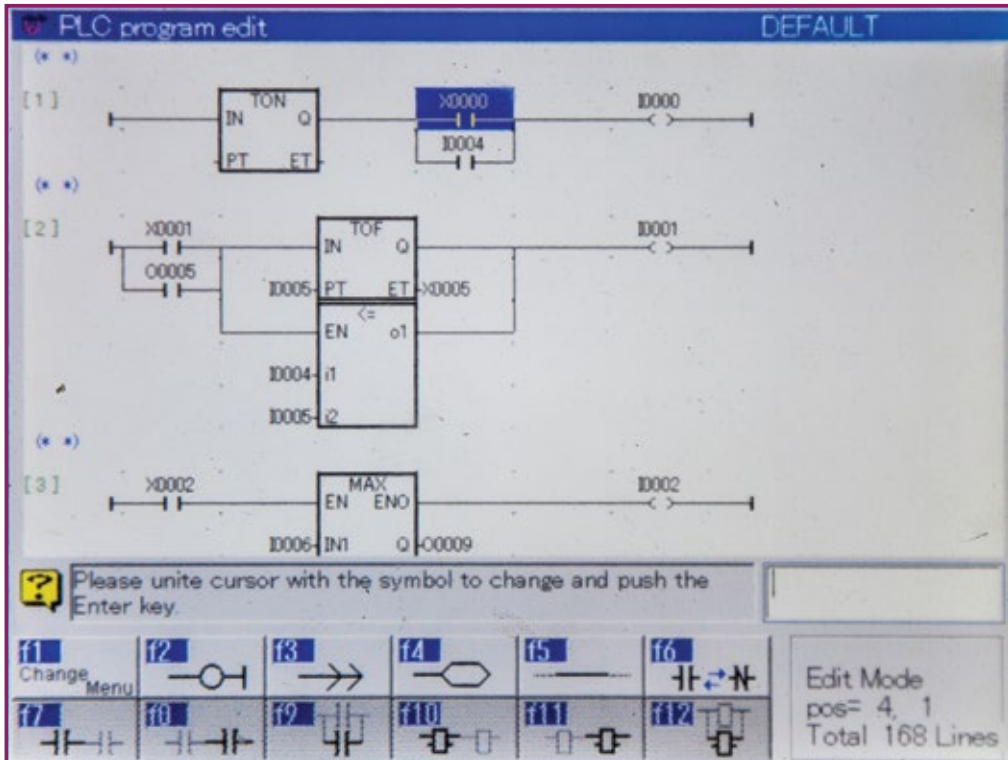 PLC program edit DEFAULT
(* *)
[1]
TON
IN Q
PT ET
X0000
I0004
I0000
(* *)
[2]
X0001
O0005
TOF
IN Q
I0005 PT ET X0005
<=
EN o1
I0004 i1
I0005 i2
I0001
(* *)
[3]
X0002
MAX
EN ENO
I0006 IN1 Q O0009
I0002
Please unite cursor with the symbol to change and push the
Enter key.
f1 Change Menu
f2
f3
f4
f5
f6
f7
f8
f9
f10
f11
f12
Edit Mode
pos= 4, 1
Total 168 Lines